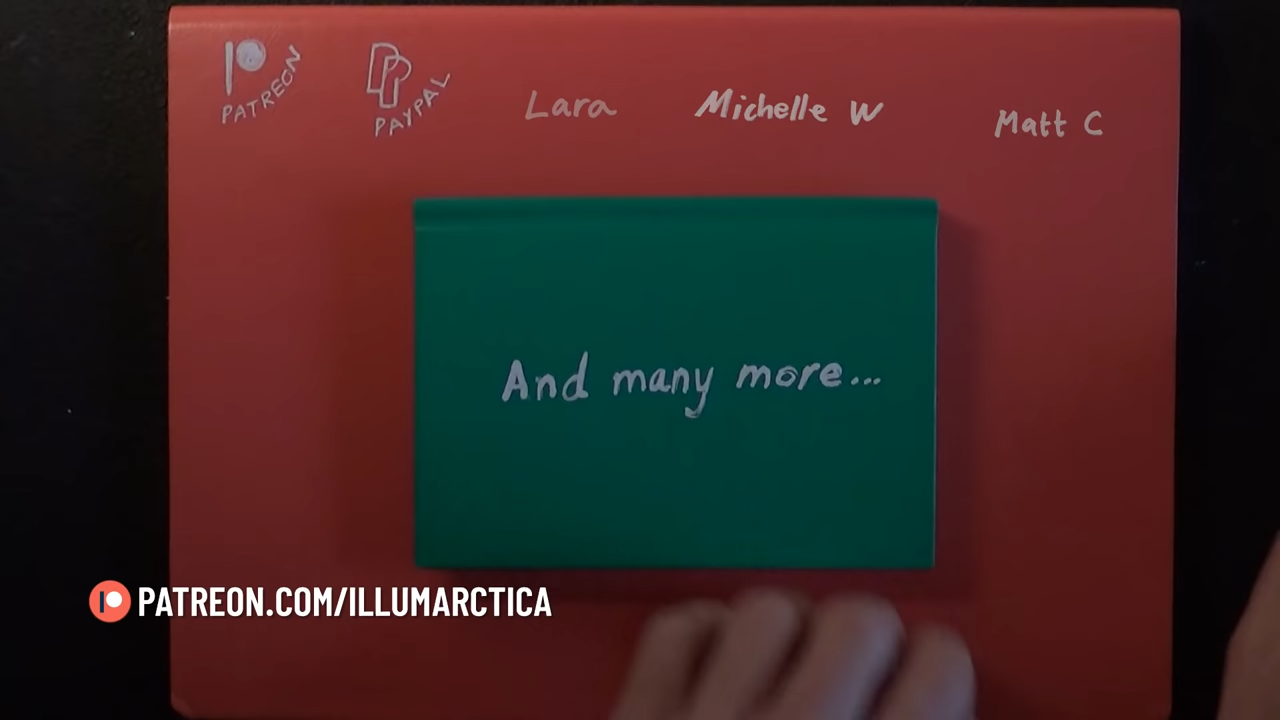 PATREON
PAYPAL
Lara
Michelle W
Matt C
And many more...
PATREON.COM/ILLUMARCTICA